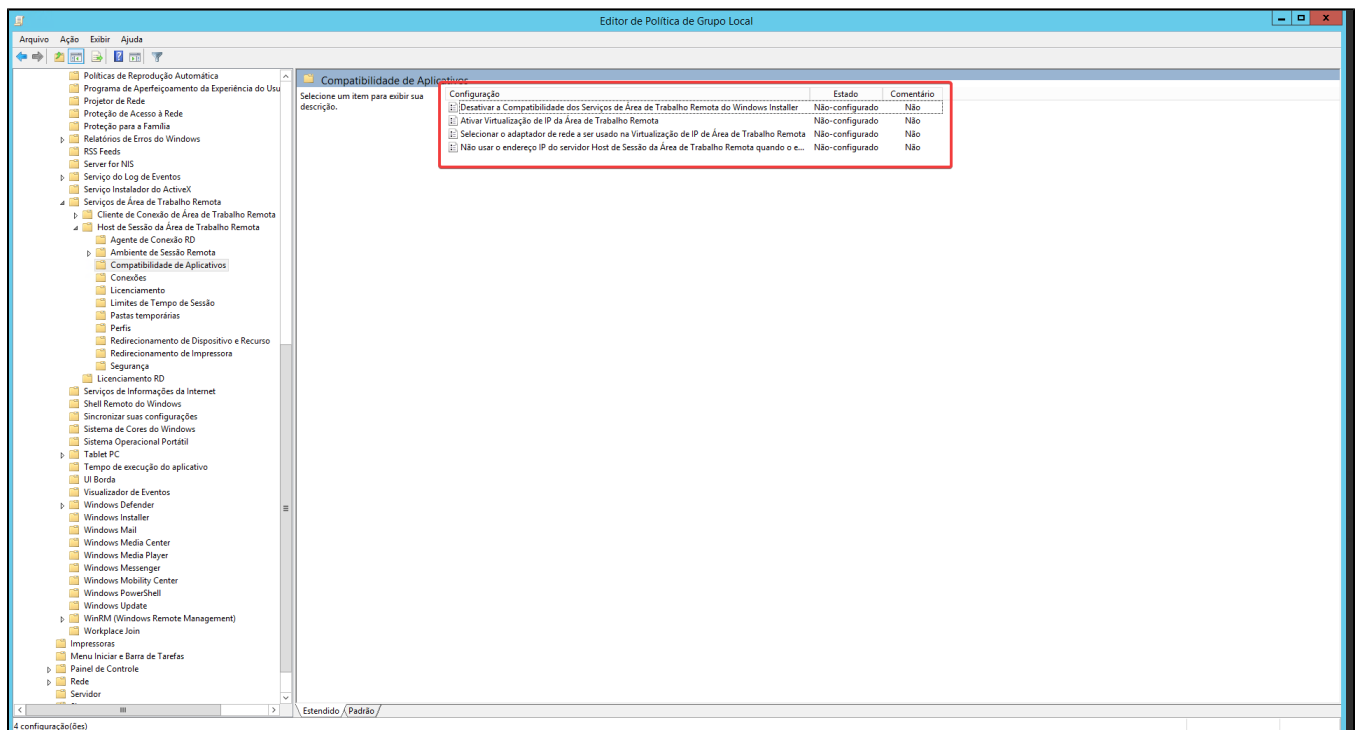 Editor de Política de Grupo Local
Arquivo Ação Exibir Ajuda
Políticas de Reprodução Automática
Programa de Aperfeiçoamento da Experiência do Usu
Projetor de Rede
Proteção de Acesso à Rede
Proteção para a Família
Relatórios de Erros do Windows
RSS Feeds
Server for NIS
Serviço do Log de Eventos
Serviço Instalador do ActiveX
Serviços de Área de Trabalho Remota
Cliente de Conexão de Área de Trabalho Remota
Host de Sessão da Área de Trabalho Remota
Agente de Conexão RD
Ambiente de Sessão Remota
Compatibilidade de Aplicativos
Conexões
Licenciamento
Limites de Tempo de Sessão
Pastas temporárias
Perfis
Redirecionamento de Dispositivo e Recurso
Redirecionamento de Impressora
Segurança
Licenciamento RD
Serviços de Informações da Internet
Shell Remoto do Windows
Sincronizar suas configurações
Sistema de Cores do Windows
Sistema Operacional Portátil
Tablet PC
Tempo de execução do aplicativo
UI Borda
Visualizador de Eventos
Windows Defender
Windows Installer
Windows Mail
Windows Media Center
Windows Media Player
Windows Messenger
Windows Mobility Center
Windows PowerShell
Windows Update
WinRM (Windows Remote Management)
Workplace Join
Impressoras
Menu Iniciar e Barra de Tarefas
Painel de Controle
Rede
Servidor
Compatibilidade de Aplicativos
Selecione um item para exibir sua
descrição.
Configuração Estado Comentário
Desativar a Compatibilidade dos Serviços de Área de Trabalho Remota do Windows Installer Não-configurado Não
Ativar Virtualização de IP da Área de Trabalho Remota Não-configurado Não
Selecionar o adaptador de rede a ser usado na Virtualização de IP de Área de Trabalho Remota Não-configurado Não
Não usar o endereço IP do servidor Host de Sessão da Área de Trabalho Remota quando o e... Não-configurado Não
Estendido Padrão
4 configuração(ões)